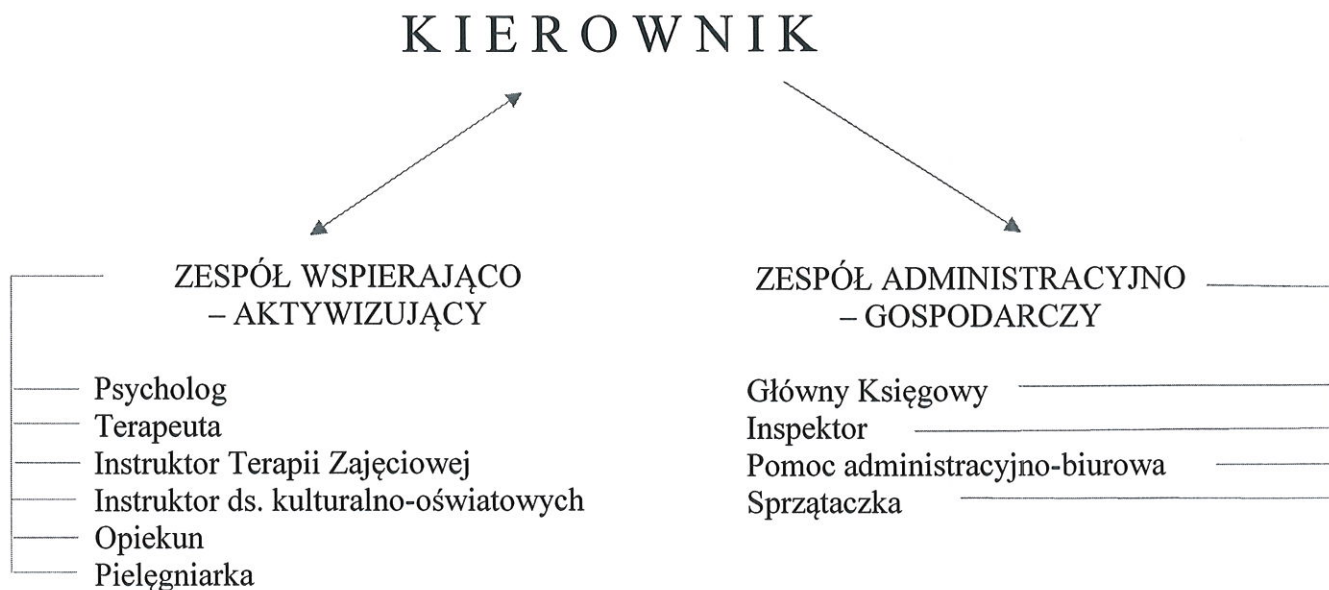 K I E R O W N I K
ZESPÓŁ WSPIERAJĄCO
– AKTYWIZUJĄCY
Psycholog
Terapeuta
Instruktor Terapii Zajęciowej
Instruktor ds. kulturalno-oświatowych
Opiekun
Pielęgniarka
ZESPÓŁ ADMINISTRACYJNO
– GOSPODARCZY
Główny Księgowy
Inspektor
Pomoc administracyjno-biurowa
Sprzątaczka